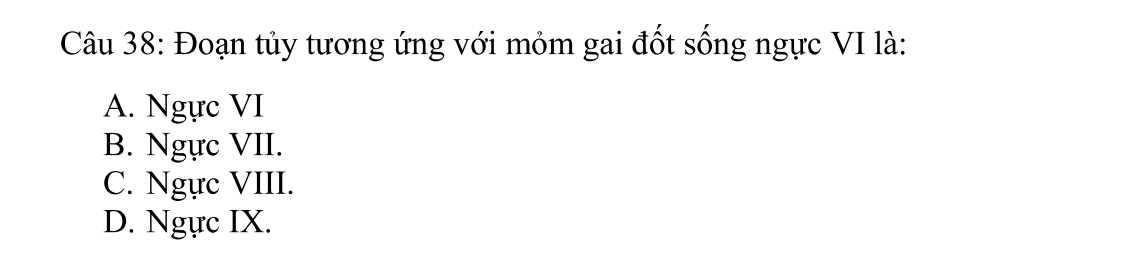 Câu 38: Đoạn tủy tương ứng với mỏm gai đốt sống ngực VI là:
A. Ngực VI
B. Ngực VII.
C. Ngực VIII.
D. Ngực IX.